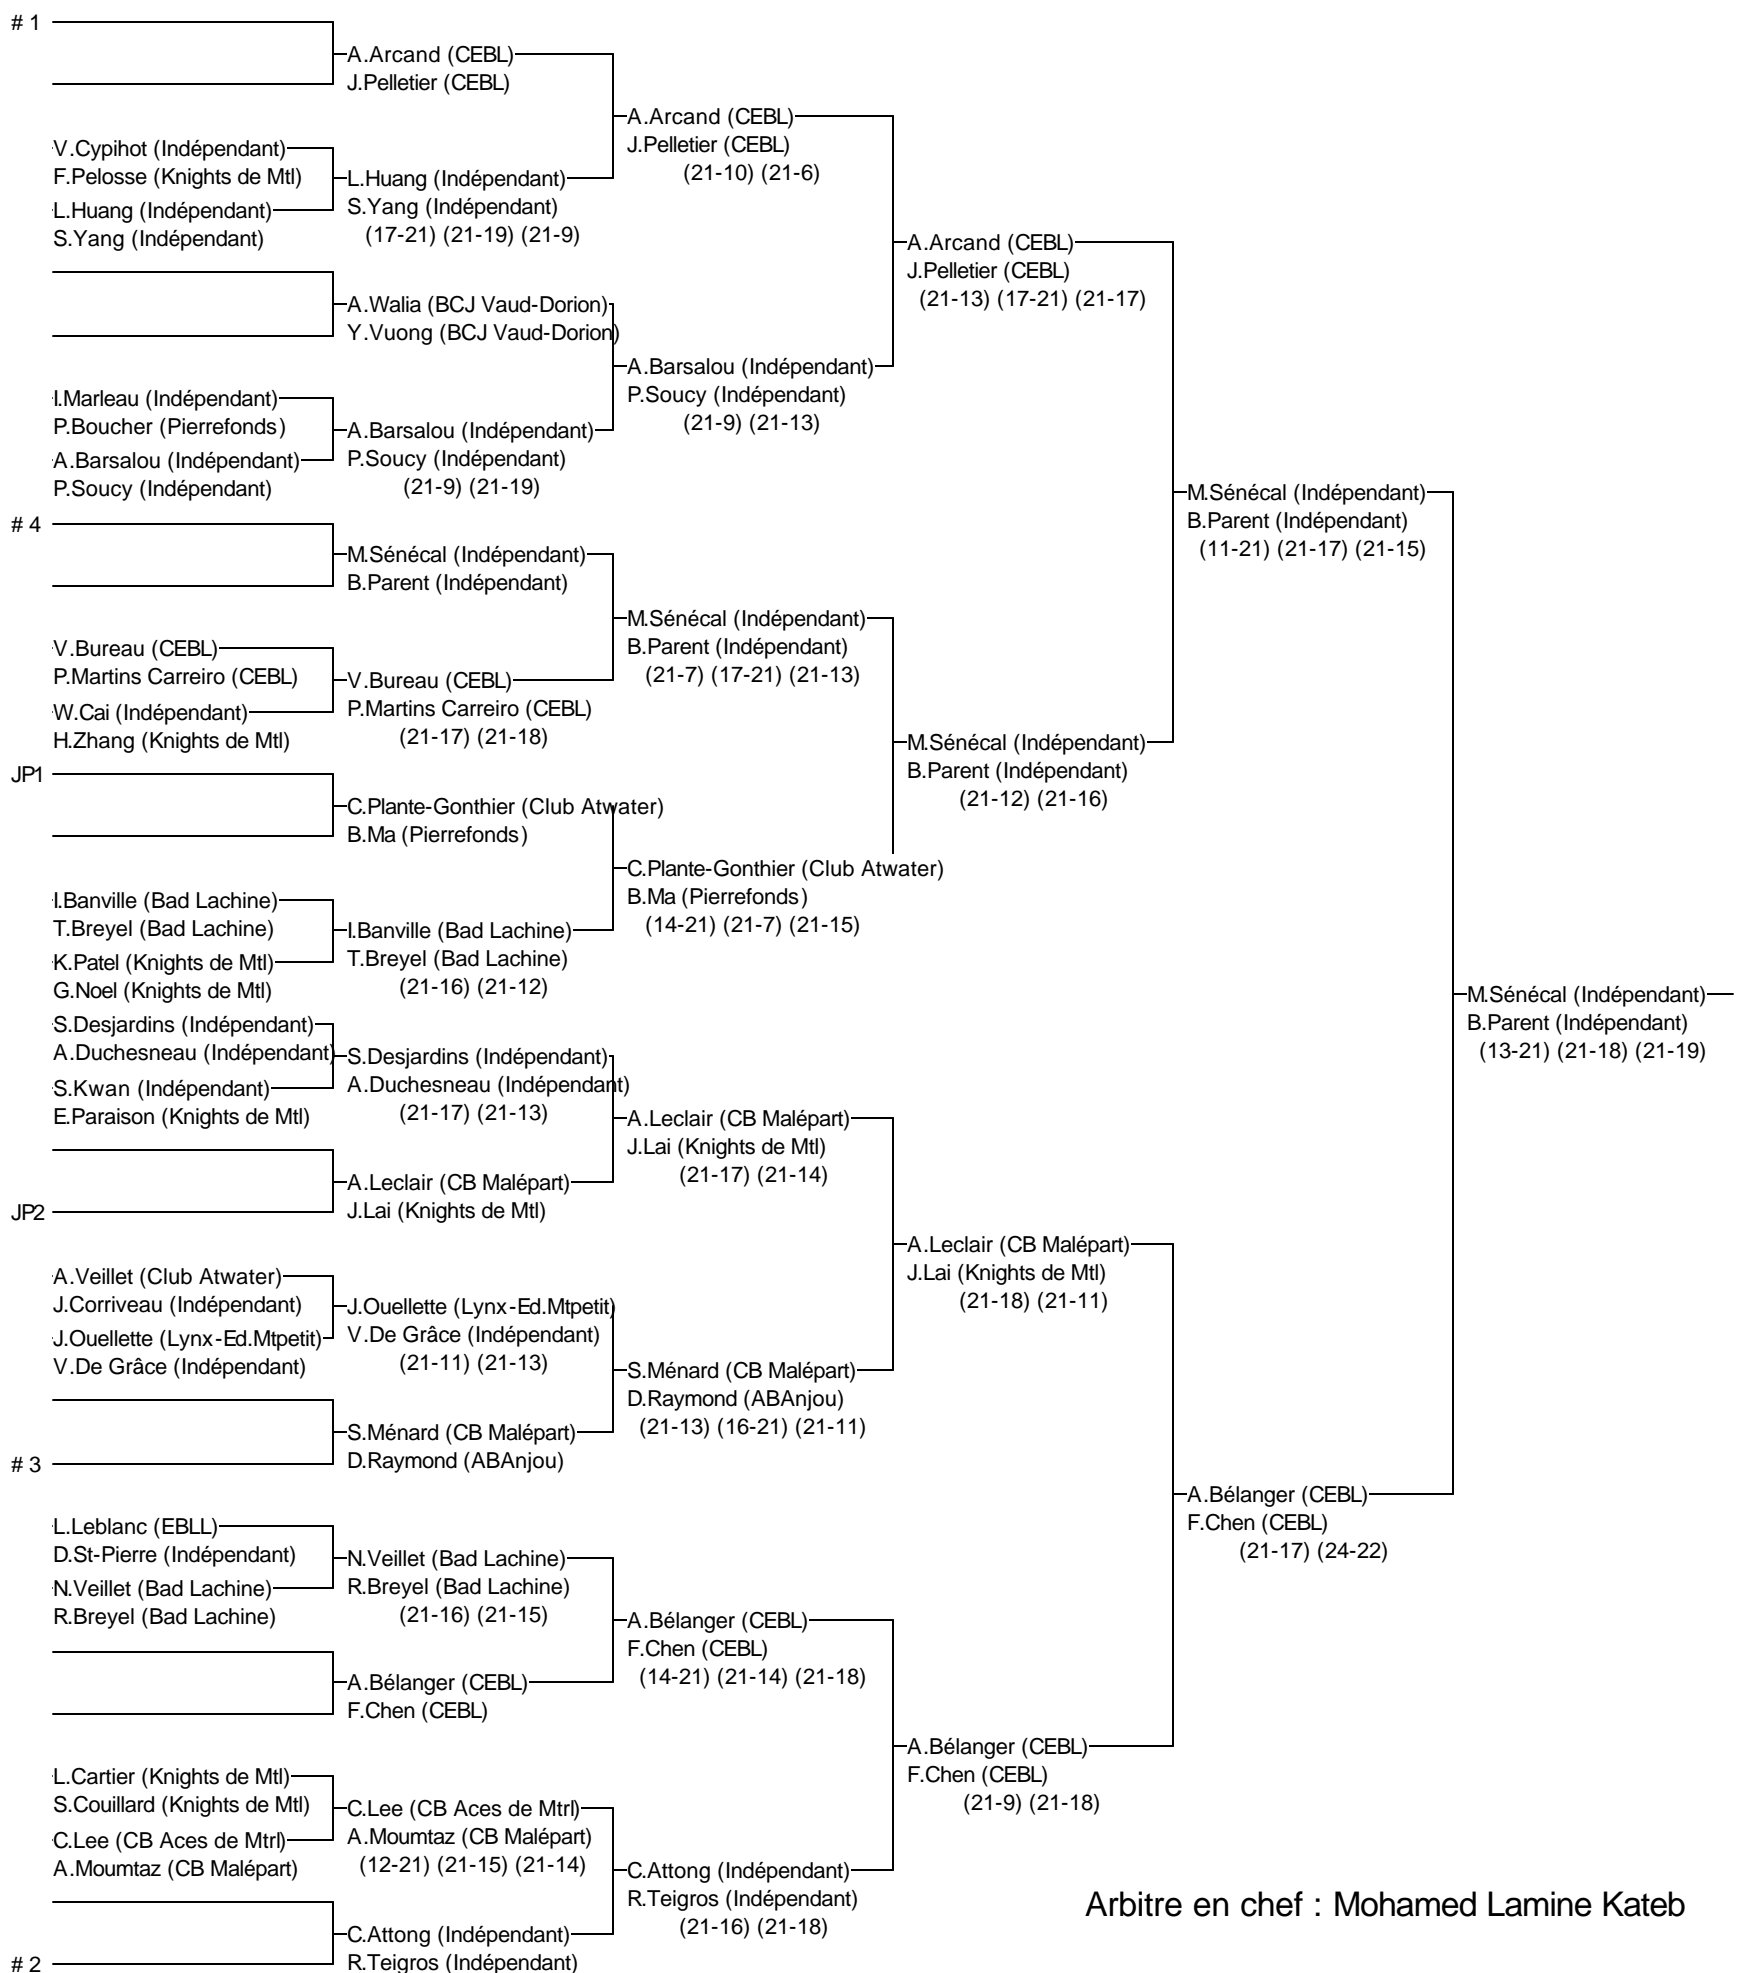 # 1
A.Arcand (CEBL)
J.Pelletier (CEBL)
A.Arcand (CEBL)
J.Pelletier (CEBL)
(21-10) (21-6)
V.Cypihot (Indépendant)
F.Pelosse (Knights de Mtl)
L.Huang (Indépendant)
S.Yang (Indépendant)
L.Huang (Indépendant)
S.Yang (Indépendant)
(17-21) (21-19) (21-9)
A.Arcand (CEBL)
J.Pelletier (CEBL)
(21-13) (17-21) (21-17)
A.Walia (BCJ Vaud-Dorion)
Y.Vuong (BCJ Vaud-Dorion)
A.Barsalou (Indépendant)
P.Soucy (Indépendant)
(21-9) (21-13)
I.Marleau (Indépendant)
P.Boucher (Pierrefonds)
A.Barsalou (Indépendant)
P.Soucy (Indépendant)
A.Barsalou (Indépendant)
P.Soucy (Indépendant)
(21-9) (21-19)
M.Sénécal (Indépendant)
B.Parent (Indépendant)
(11-21) (21-17) (21-15)
# 4
M.Sénécal (Indépendant)
B.Parent (Indépendant)
M.Sénécal (Indépendant)
B.Parent (Indépendant)
(21-7) (17-21) (21-13)
V.Bureau (CEBL)
P.Martins Carreiro (CEBL)
W.Cai (Indépendant)
H.Zhang (Knights de Mtl)
V.Bureau (CEBL)
P.Martins Carreiro (CEBL)
(21-17) (21-18)
M.Sénécal (Indépendant)
B.Parent (Indépendant)
(21-12) (21-16)
JP1
C.Plante-Gonthier (Club Atwater)
B.Ma (Pierrefonds)
C.Plante-Gonthier (Club Atwater)
B.Ma (Pierrefonds)
(14-21) (21-7) (21-15)
I.Banville (Bad Lachine)
T.Breyel (Bad Lachine)
K.Patel (Knights de Mtl)
G.Noel (Knights de Mtl)
I.Banville (Bad Lachine)
T.Breyel (Bad Lachine)
(21-16) (21-12)
M.Sénécal (Indépendant)
B.Parent (Indépendant)
(13-21) (21-18) (21-19)
S.Desjardins (Indépendant)
A.Duchesneau (Indépendant)
S.Kwan (Indépendant)
E.Paraison (Knights de Mtl)
S.Desjardins (Indépendant)
A.Duchesneau (Indépendant)
(21-17) (21-13)
A.Leclair (CB Malépart)
J.Lai (Knights de Mtl)
(21-17) (21-14)
A.Leclair (CB Malépart)
J.Lai (Knights de Mtl)
JP2
A.Leclair (CB Malépart)
J.Lai (Knights de Mtl)
(21-18) (21-11)
A.Veillet (Club Atwater)
J.Corriveau (Indépendant)
J.Ouellette (Lynx-Ed.Mtpetit)
V.De Grâce (Indépendant)
J.Ouellette (Lynx-Ed.Mtpetit)
V.De Grâce (Indépendant)
(21-11) (21-13)
S.Ménard (CB Malépart)
D.Raymond (ABAnjou)
(21-13) (16-21) (21-11)
S.Ménard (CB Malépart)
D.Raymond (ABAnjou)
# 3
A.Bélanger (CEBL)
F.Chen (CEBL)
(21-17) (24-22)
L.Leblanc (EBLL)
D.St-Pierre (Indépendant)
N.Veillet (Bad Lachine)
R.Breyel (Bad Lachine)
N.Veillet (Bad Lachine)
R.Breyel (Bad Lachine)
(21-16) (21-15)
A.Bélanger (CEBL)
F.Chen (CEBL)
(14-21) (21-14) (21-18)
A.Bélanger (CEBL)
F.Chen (CEBL)
A.Bélanger (CEBL)
F.Chen (CEBL)
(21-9) (21-18)
L.Cartier (Knights de Mtl)
S.Couillard (Knights de Mtl)
C.Lee (CB Aces de Mtrl)
A.Moumtaz (CB Malépart)
C.Lee (CB Aces de Mtrl)
A.Moumtaz (CB Malépart)
(12-21) (21-15) (21-14)
C.Attong (Indépendant)
R.Teigros (Indépendant)
(21-16) (21-18)
C.Attong (Indépendant)
R.Teigros (Indépendant)
# 2
Arbitre en chef : Mohamed Lamine Kateb